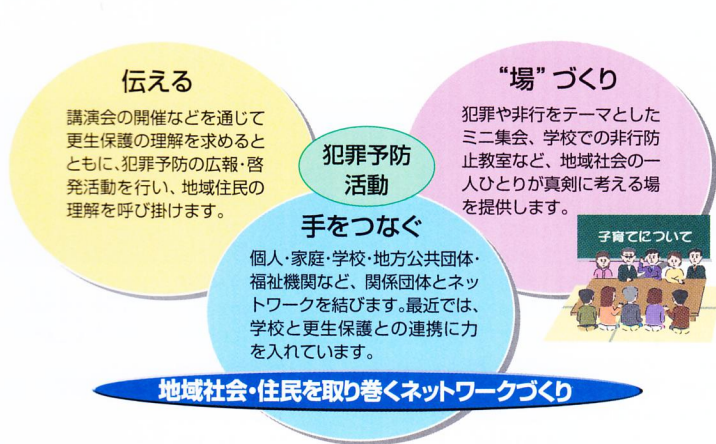 伝える
講演会の開催などを通じて
更生保護の理解を求めると
ともに、犯罪予防の広報・啓
発活動を行い、地域住民の
理解を呼び掛けます。
犯罪予防
活動
“場”づくり
犯罪や非行をテーマとした
ミニ集会、学校での非行防
止教室など、地域社会の一
人ひとりが真剣に考える場
を提供します。
子育てについて
手をつなぐ
個人・家庭・学校・地方公共団体・
福祉機関など、関係団体とネッ
トワークを結びます。最近では、
学校と更生保護との連携に力
を入れています。
地域社会・住民を取り巻くネットワークづくり